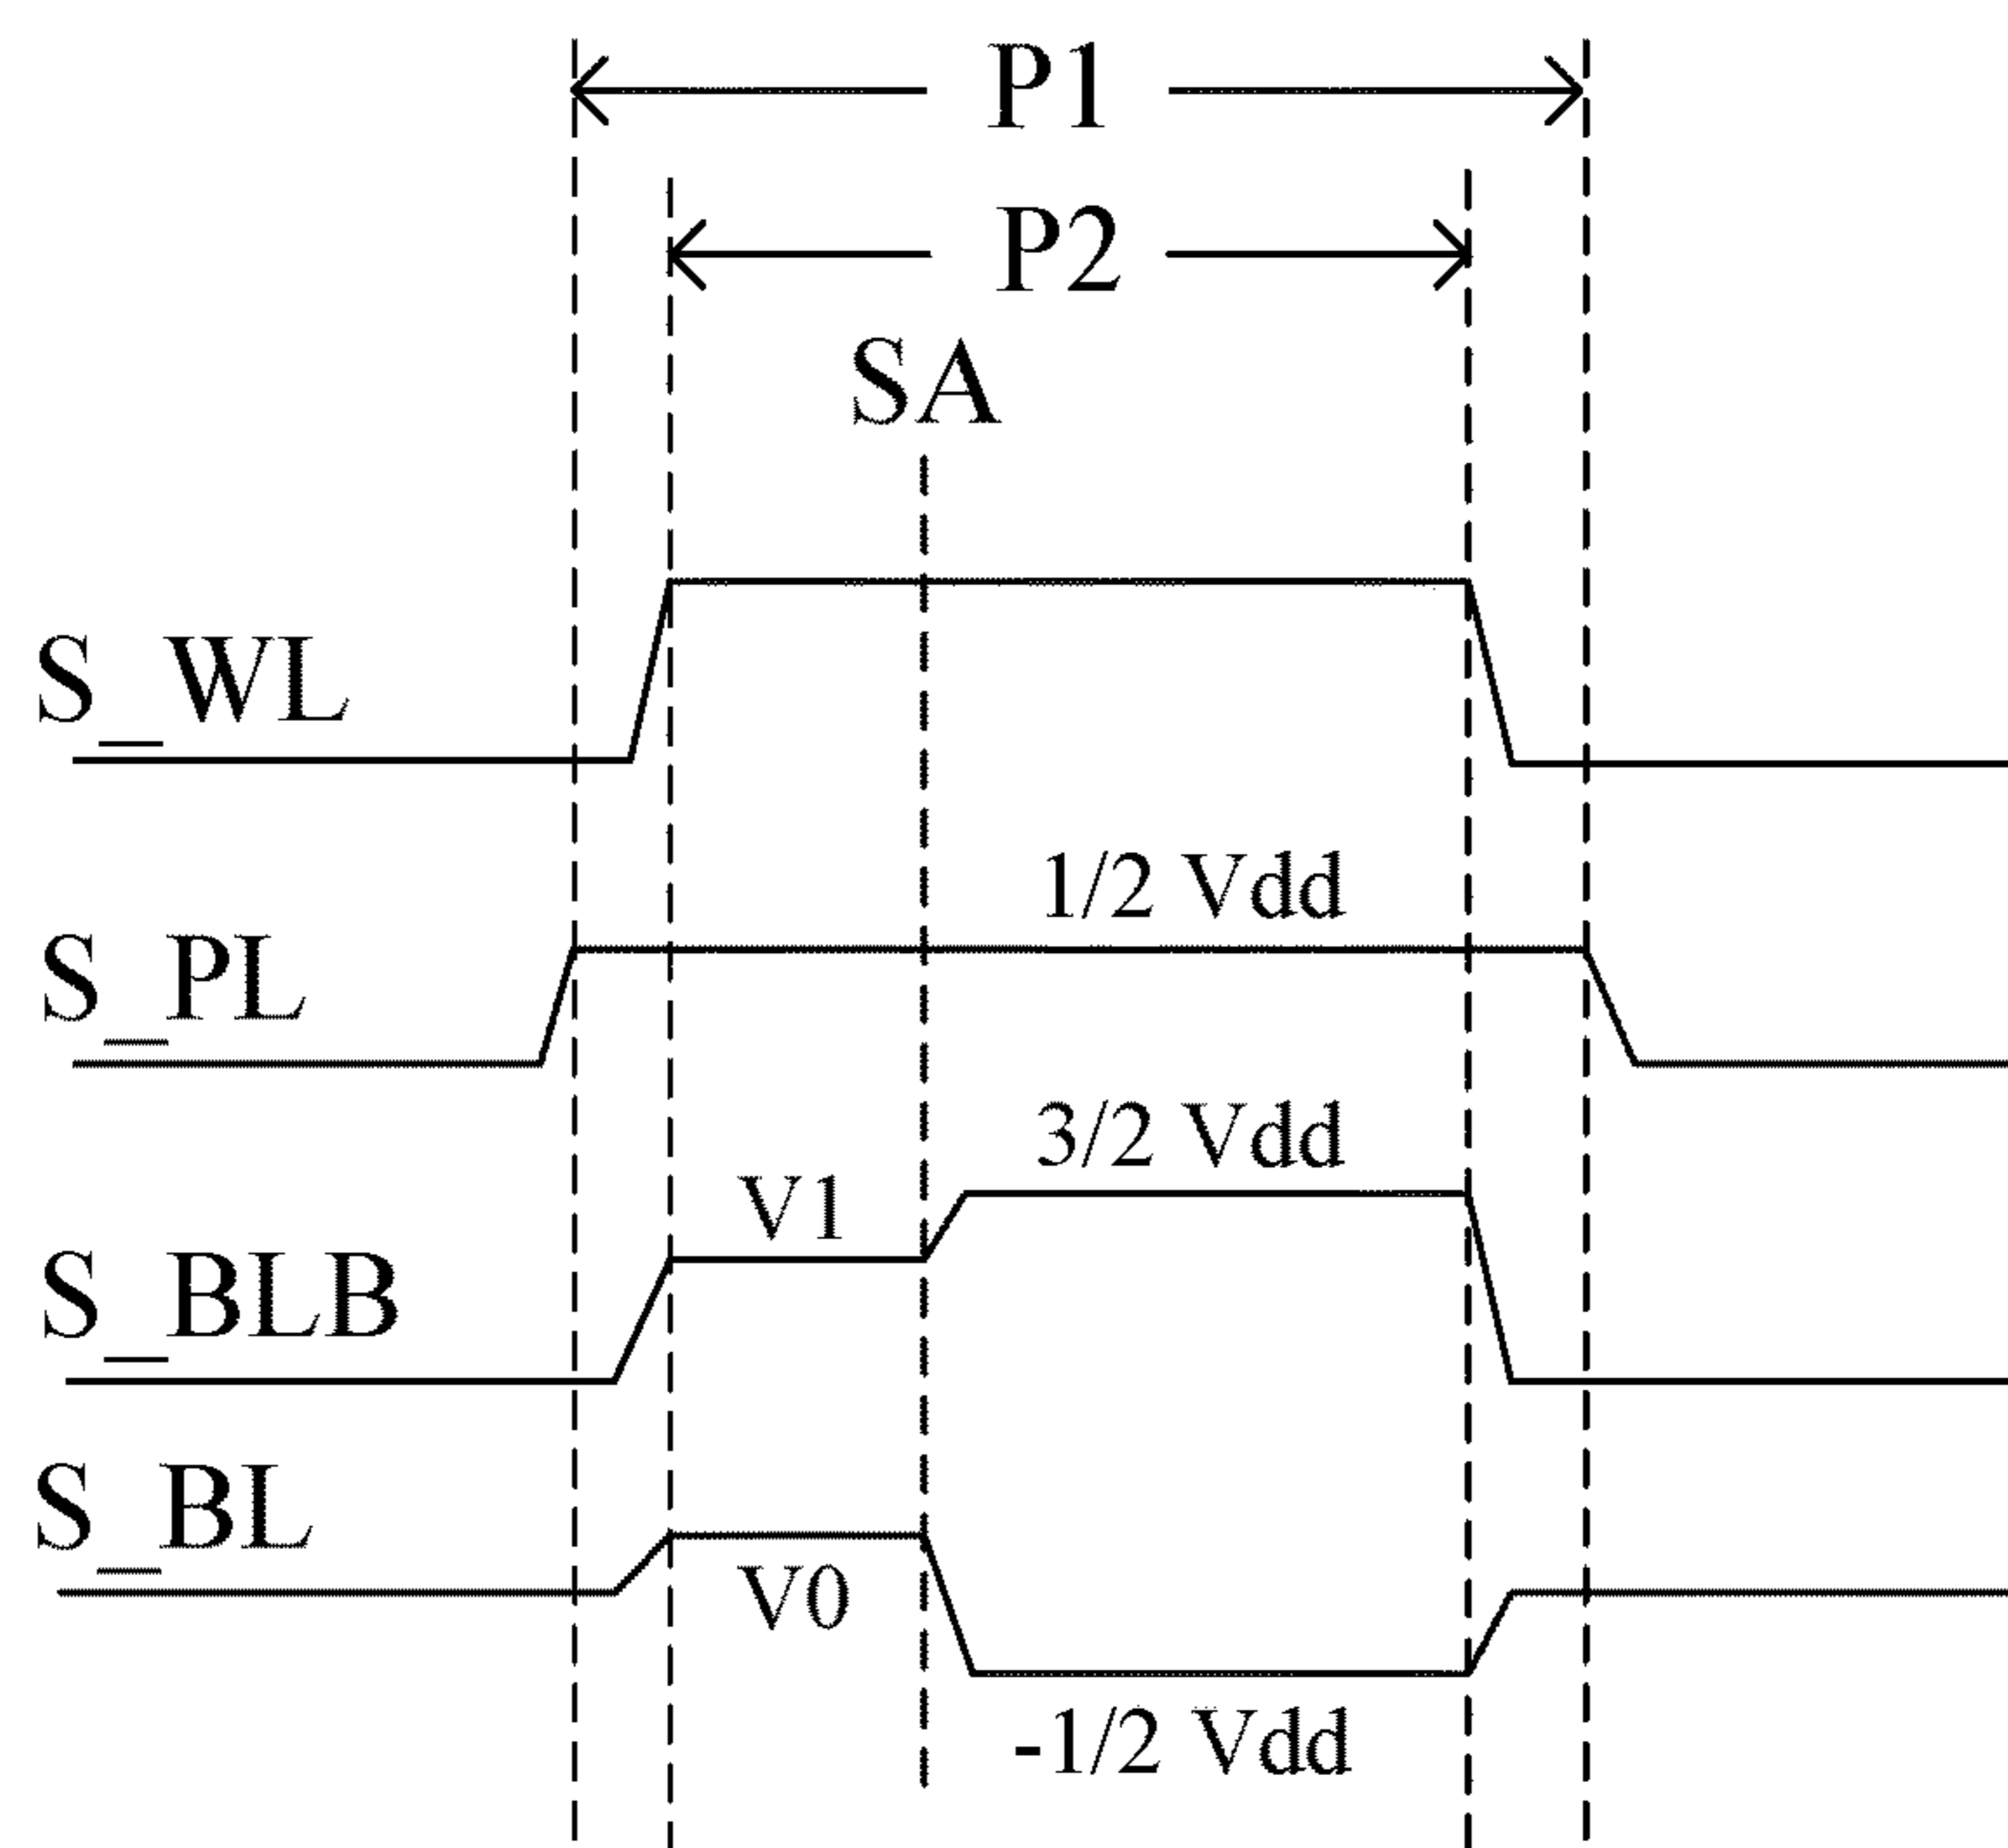 P1
P2
SA
S_WL
1/2 Vdd
S_PL
3/2 Vdd
V1
S_BLB
S_BL
V0
-1/2 Vdd